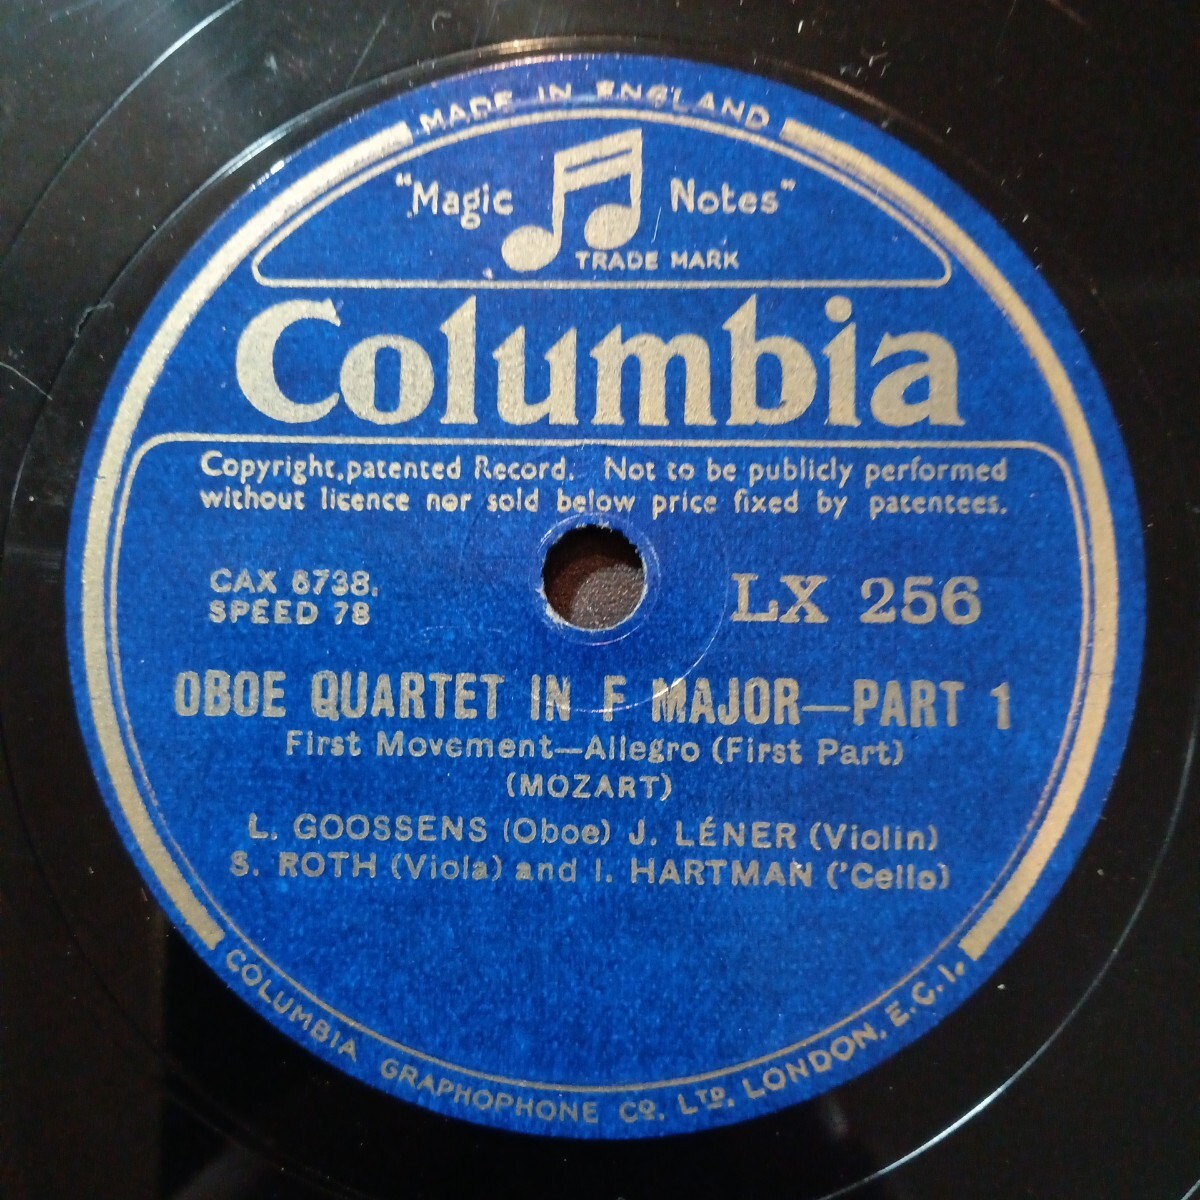 MADE IN ENGLAND
"Magic Notes"
TRADE MARK
Columbia
Copyright, patented Record. Not to be publicly performed
without licence nor sold below price fixed by patentees.
CAX 6738.
SPEED 78
LX 256
OBOE QUARTET IN F MAJOR—PART 1
First Movement—Allegro (First Part)
(MOZART)
L. GOOSSENS (Oboe) J. LÉNER (Violin)
S. ROTH (Viola) and I. HARTMAN ('Cello)
COLUMBIA GRAPHOPHONE CO. LTD. LONDON. E.C.1.